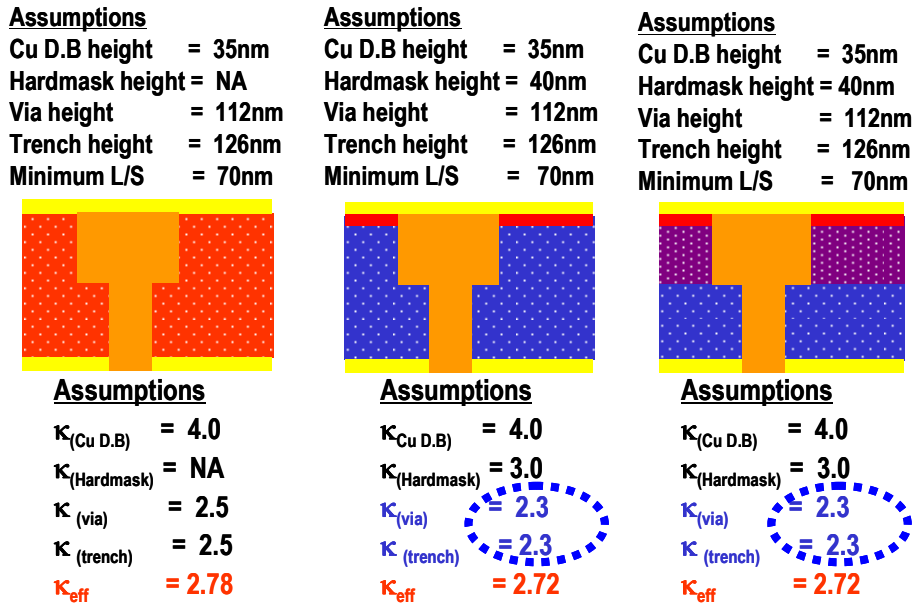 Assumptions
Cu D.B height = 35nm
Hardmask height = NA
Via height = 112nm
Trench height = 126nm
Minimum L/S = 70nm
Assumptions
κ(Cu D.B) = 4.0
κ(Hardmask) = NA
κ (via) = 2.5
κ (trench) = 2.5
κeff = 2.78
Assumptions
Cu D.B height = 35nm
Hardmask height = 40nm
Via height = 112nm
Trench height = 126nm
Minimum L/S = 70nm
Assumptions
κCu D.B) = 4.0
κ(Hardmask) = 3.0
κ(via) = 2.3
κ (trench) = 2.3
κeff = 2.72
Assumptions
Cu D.B height = 35nm
Hardmask height = 40nm
Via height = 112nm
Trench height = 126nm
Minimum L/S = 70nm
Assumptions
κ(Cu D.B) = 4.0
κ(Hardmask) = 3.0
κ(via) = 2.3
κ (trench) = 2.3
κeff = 2.72